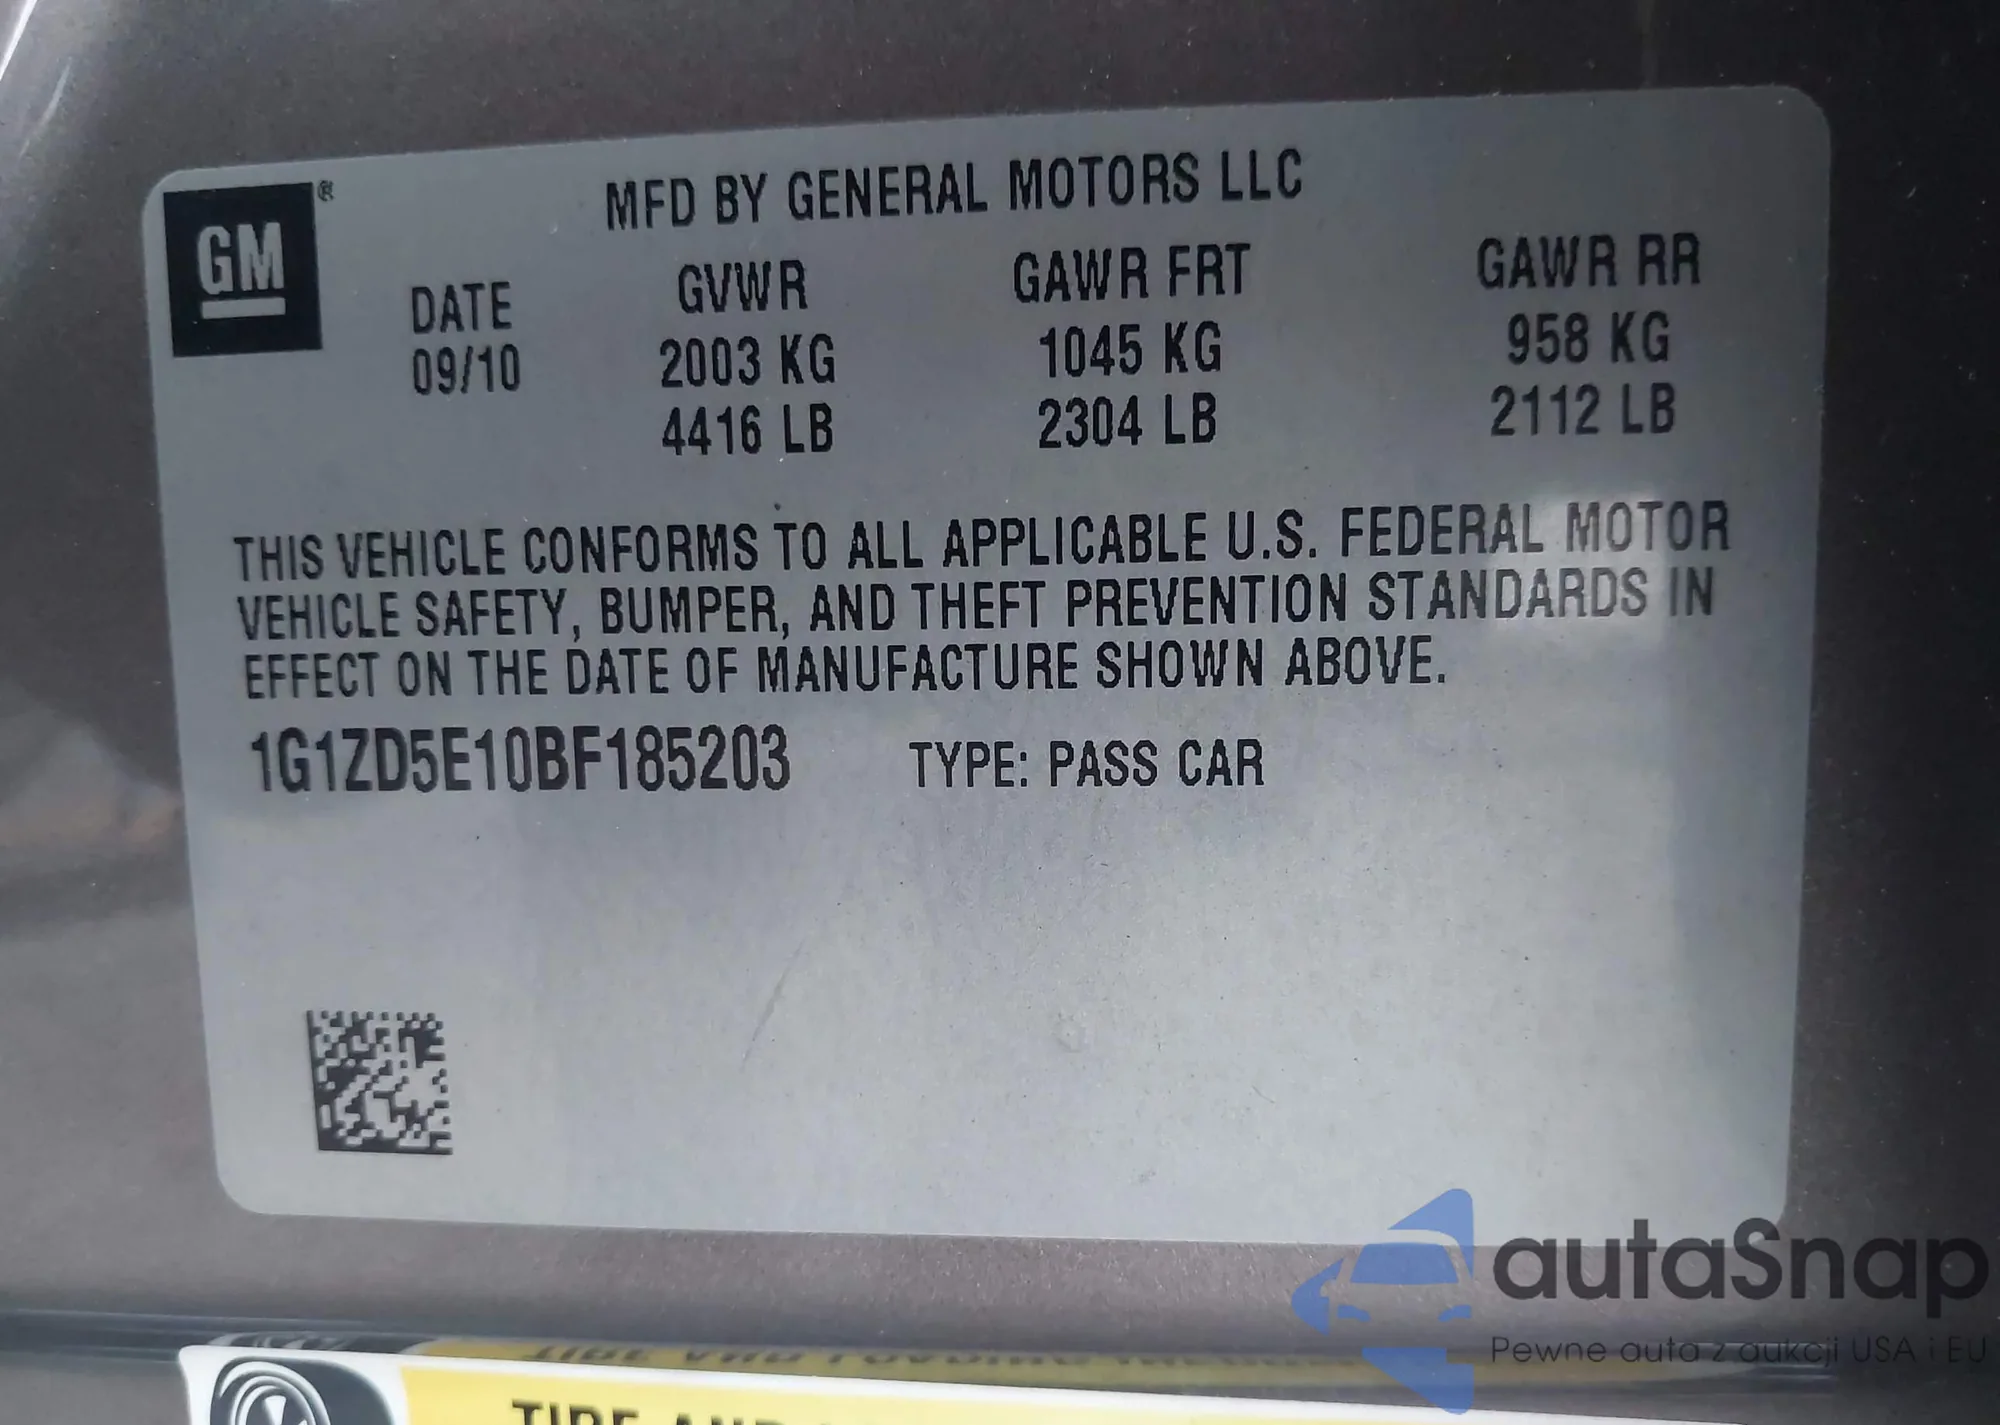 GM®
MFD BY GENERAL MOTORS LLC
DATE GVWR GAWR FRT GAWR RR
09/10 2003 KG 1045 KG 958 KG
4416 LB 2304 LB 2112 LB
THIS VEHICLE CONFORMS TO ALL APPLICABLE U.S. FEDERAL MOTOR
VEHICLE SAFETY, BUMPER, AND THEFT PREVENTION STANDARDS IN
EFFECT ON THE DATE OF MANUFACTURE SHOWN ABOVE.
1G1ZD5E10BF185203 TYPE: PASS CAR
autaSnap
Pewne auta z aukcji USA i EU
TIRE AND